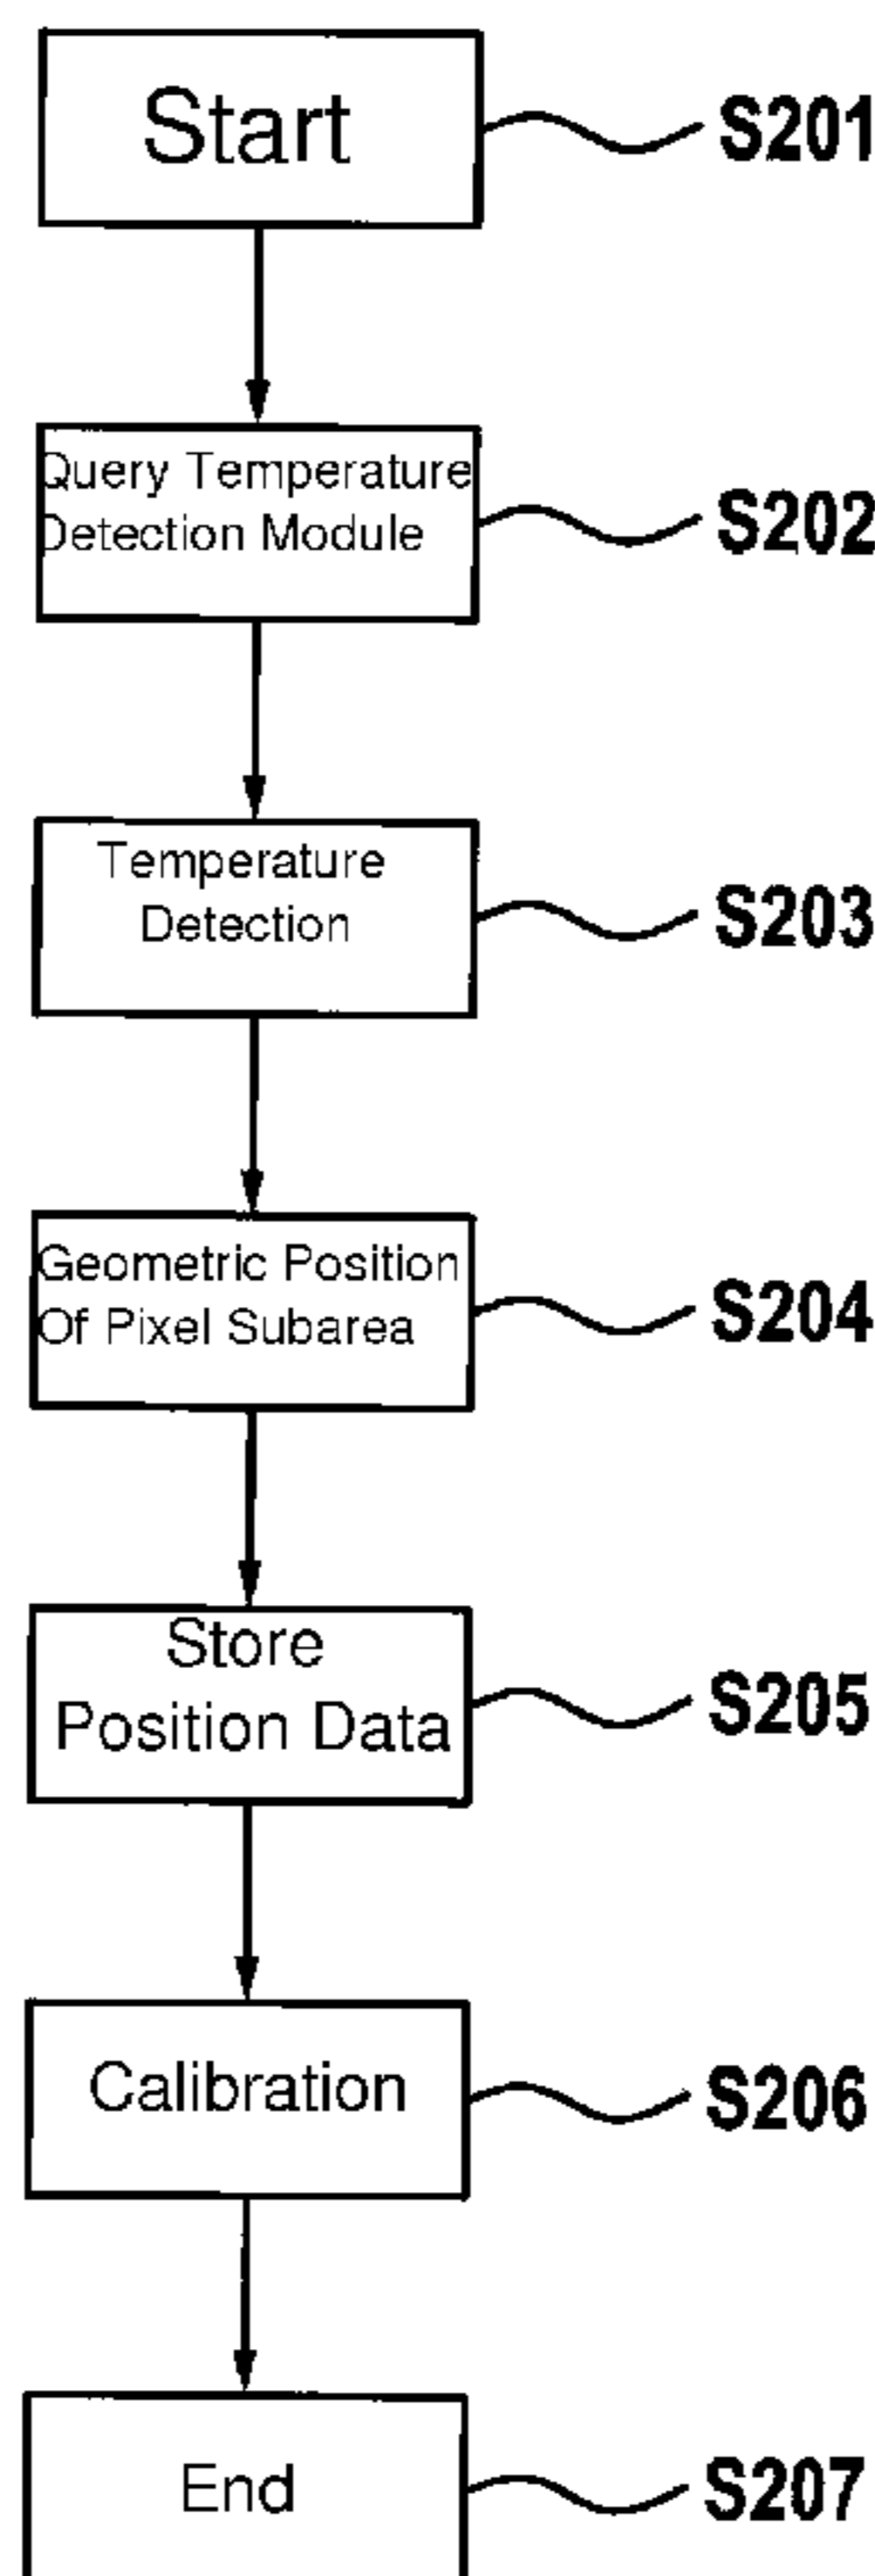 Start
S201
Query Temperature
Detection Module
S202
Temperature
Detection
S203
Geometric Position
Of Pixel Subarea
S204
Store
Position Data
S205
Calibration
S206
End
S207